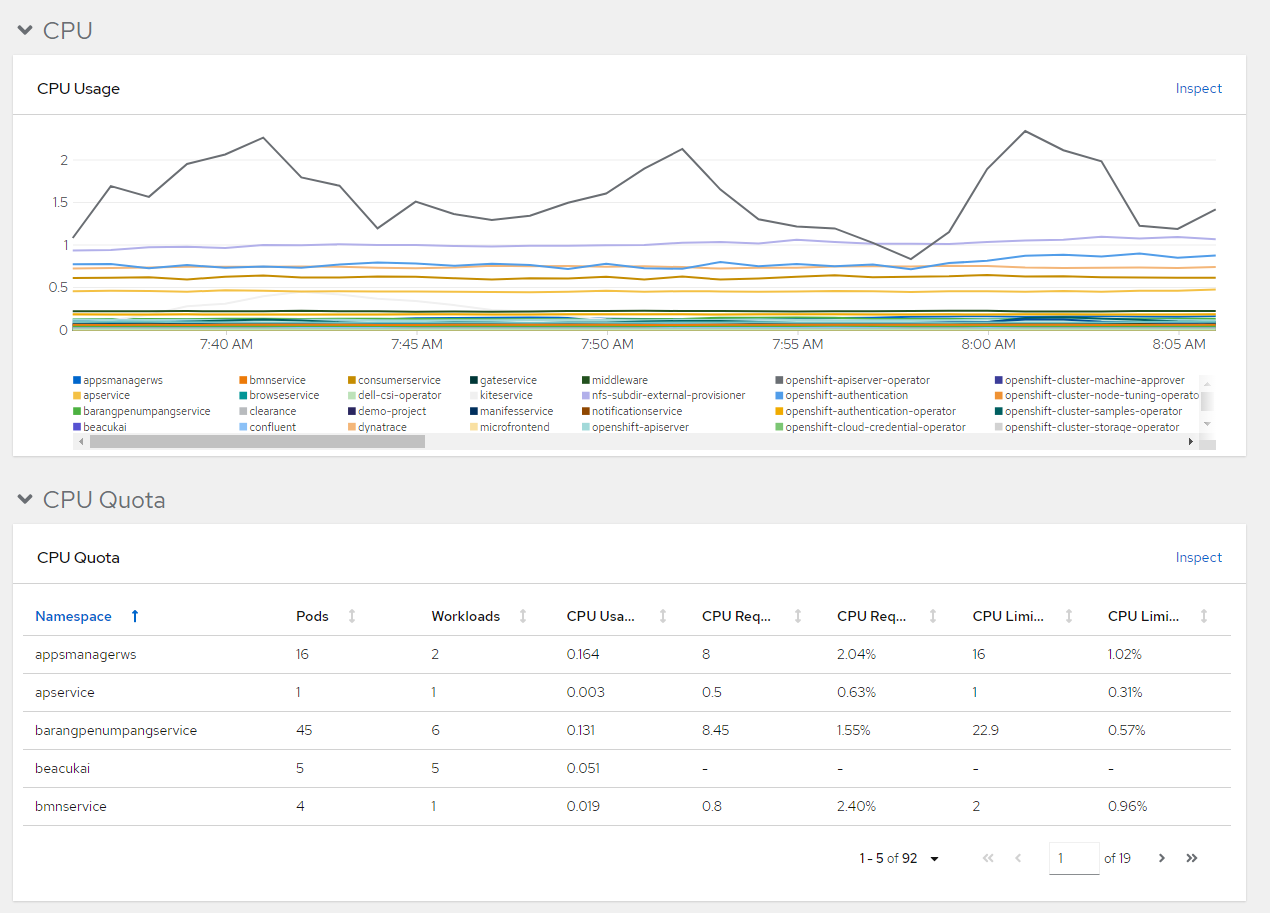 CPU
CPU Usage Inspect
2
1.5
1
0.5
0
7:40 AM 7:45 AM 7:50 AM 7:55 AM 8:00 AM 8:05 AM
appsmanagerws bmnservice consumerservice gateservice middleware openshift-apiserver-operator openshift-cluster-machine-approver
apservice browseservice dell-csi-operator kiteservice nfs-subdir-external-provisioner openshift-authentication openshift-cluster-node-tuning-operato
barangpenumpangservice clearance demo-project manifesservice notificationservice openshift-authentication-operator openshift-cluster-samples-operator
beacukai confluent dynatrace microfrontend openshift-apiserver openshift-cloud-credential-operator openshift-cluster-storage-operator
CPU Quota
CPU Quota Inspect
Namespace Pods Workloads CPU Usa... CPU Req... CPU Req... CPU Limi... CPU Limi...
appsmanagerws 16 2 0.164 8 2.04% 16 1.02%
apservice 1 1 0.003 0.5 0.63% 1 0.31%
barangpenumpangservice 45 6 0.131 8.45 1.55% 22.9 0.57%
beacukai 5 5 0.051 - - - -
bmnservice 4 1 0.019 0.8 2.40% 2 0.96%
1 - 5 of 92 1 of 19